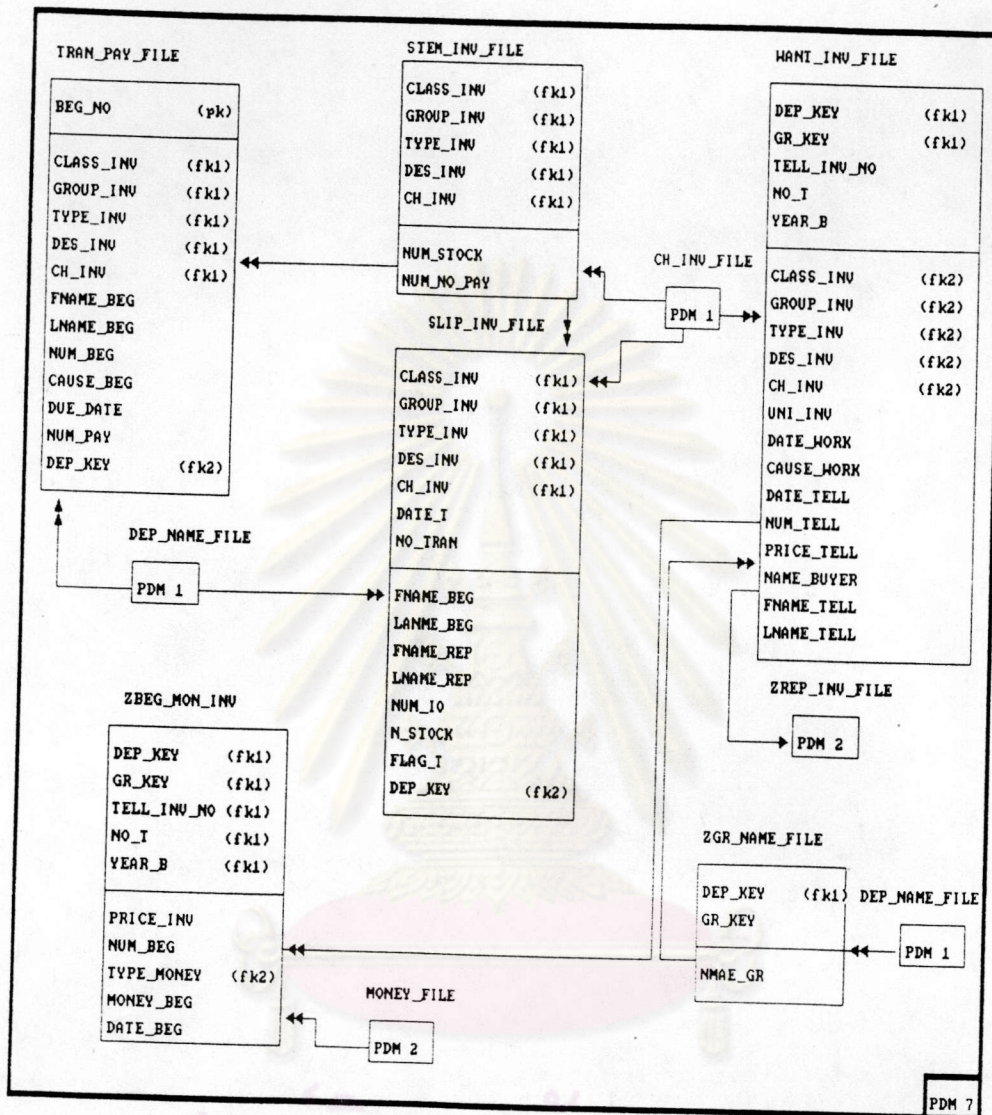 TRAN_PAY_FILE
BEG_NO (pk)
CLASS_INV (fk1)
GROUP_INV (fk1)
TYPE_INV (fk1)
DES_INV (fk1)
CH_INV (fk1)
FNAME_BEG
LNAME_BEG
NUM_BEG
CAUSE_BEG
DUE_DATE
NUM_PAY
DEP_KEY (fk2)
STEM_INV_FILE
CLASS_INV (fk1)
GROUP_INV (fk1)
TYPE_INV (fk1)
DES_INV (fk1)
CH_INV (fk1)
NUM_STOCK
NUM_NO_PAY
WANT_INV_FILE
DEP_KEY (fk1)
GR_KEY (fk1)
TELL_INV_NO
NO_T
YEAR_B
CLASS_INV (fk2)
GROUP_INV (fk2)
TYPE_INV (fk2)
DES_INV (fk2)
CH_INV (fk2)
UNI_INV
DATE_WORK
CAUSE_WORK
DATE_TELL
NUM_TELL
PRICE_TELL
NAME_BUYER
FNAME_TELL
LNAME_TELL
CH_INV_FILE
PDM 1
SLIP_INV_FILE
CLASS_INV (fk1)
GROUP_INV (fk1)
TYPE_INV (fk1)
DES_INV (fk1)
CH_INV (fk1)
DATE_T
NO_TRAN
FNAME_BEG
LANME_BEG
FNAME_REP
LNAME_REP
NUM_IO
N_STOCK
FLAG_T
DEP_KEY (fk2)
DEP_NAME_FILE
PDM 1
ZREP_INV_FILE
PDM 2
ZBEG_MON_INV
DEP_KEY (fk1)
GR_KEY (fk1)
TELL_INV_NO (fk1)
NO_T (fk1)
YEAR_B (fk1)
PRICE_INV
NUM_BEG
TYPE_MONEY (fk2)
MONEY_BEG
DATE_BEG
MONEY_FILE
PDM 2
ZGR_NAME_FILE
DEP_KEY (fk1)
GR_KEY
NMAE_GR
DEP_NAME_FILE
PDM 1
PDM 7